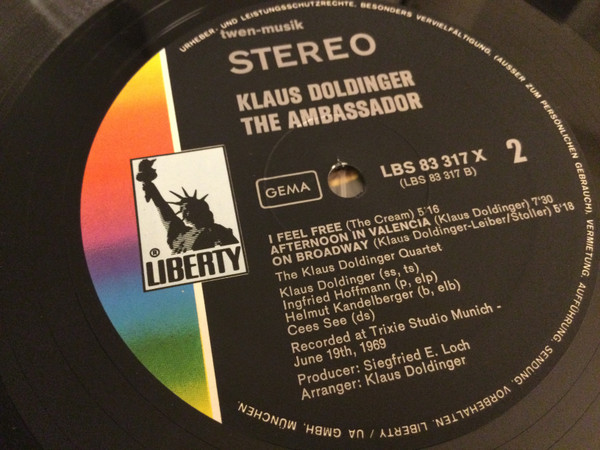 URHEBER- UND LEISTUNGSSCHUTZRECHTE. BESONDERS VERVIELFÄLTIGUNG, (AUSSER ZUM PERSÖNLICHEN GEBRAUCH), VERMIETUNG, AUFFÜHRUNG, SENDUNG, VORBEHALTEN. LIBERTY / UA GMBH, MÜNCHEN.
twen-musik
STEREO
KLAUS DOLDINGER
THE AMBASSADOR
LBS 83 317 X 2
(LBS 83 317 B)
GEMA
® LIBERTY
I FEEL FREE (The Cream) 5'16
AFTERNOON IN VALENCIA (Klaus Doldinger) 7'30
ON BROADWAY (Klaus Doldinger-Leiber/Stoller) 5'18
The Klaus Doldinger Quartet
Klaus Doldinger (ss, ts)
Ingfried Hoffmann (p, elp)
Helmut Kandelberger (b, elb)
Cees See (ds)
Recorded at Trixie Studio Munich -
June 19th, 1969
Producer: Siegfried E. Loch
Arranger: Klaus Doldinger